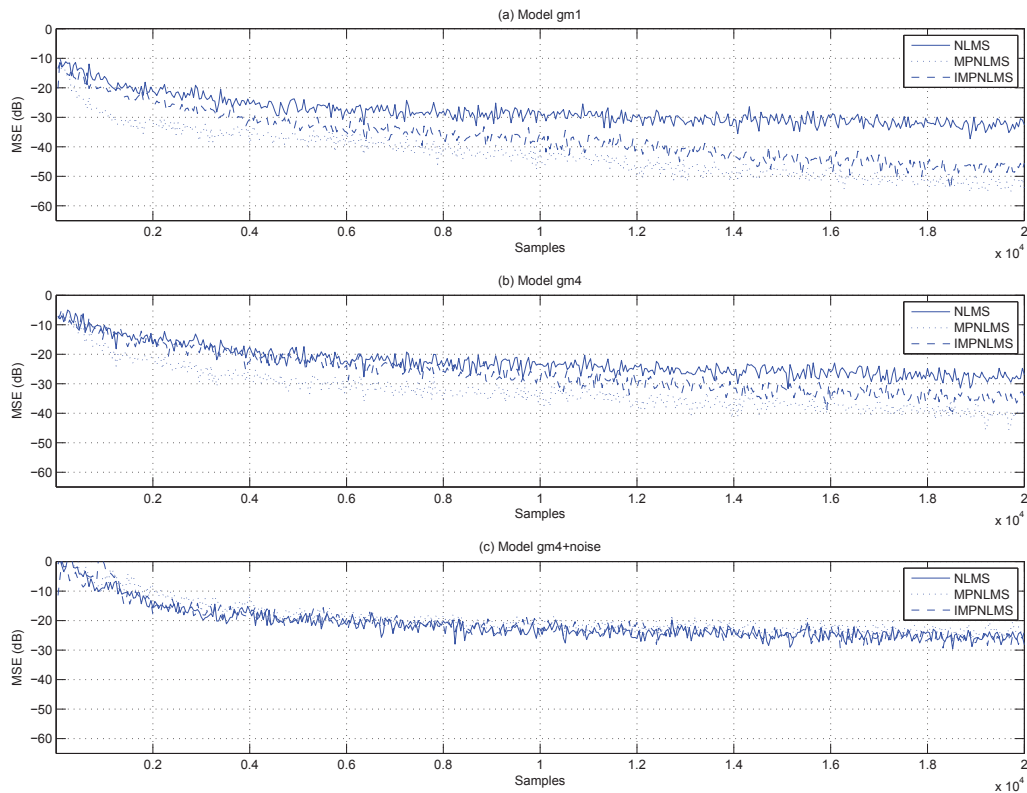 (a) Model gm1
0
−10
−20
−30
−40
−50
−60
MSE (dB)
NLMS
MPNLMS
IMPNLMS
0.2 0.4 0.6 0.8 1 1.2 1.4 1.6 1.8 2
Samples
x 10^4
(b) Model gm4
0
−10
−20
−30
−40
−50
−60
MSE (dB)
NLMS
MPNLMS
IMPNLMS
0.2 0.4 0.6 0.8 1 1.2 1.4 1.6 1.8 2
Samples
x 10^4
(c) Model gm4+noise
0
−10
−20
−30
−40
−50
−60
MSE (dB)
NLMS
MPNLMS
IMPNLMS
0.2 0.4 0.6 0.8 1 1.2 1.4 1.6 1.8 2
Samples
x 10^4